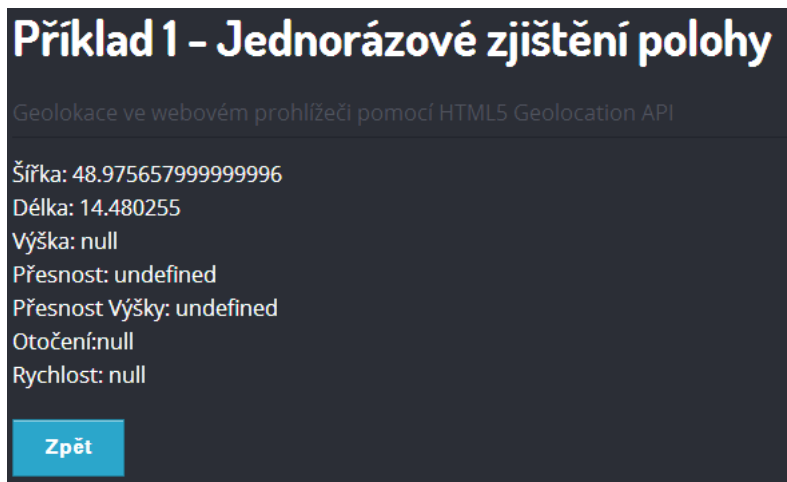 Příklad 1 – Jednorázové zjištění polohy
Geolokace ve webovém prohlížeči pomocí HTML5 Geolocation API
Šířka: 48.975657999999996
Délka: 14.480255
Výška: null
Přesnost: undefined
Přesnost Výšky: undefined
Otočení:null
Rychlost: null
Zpět